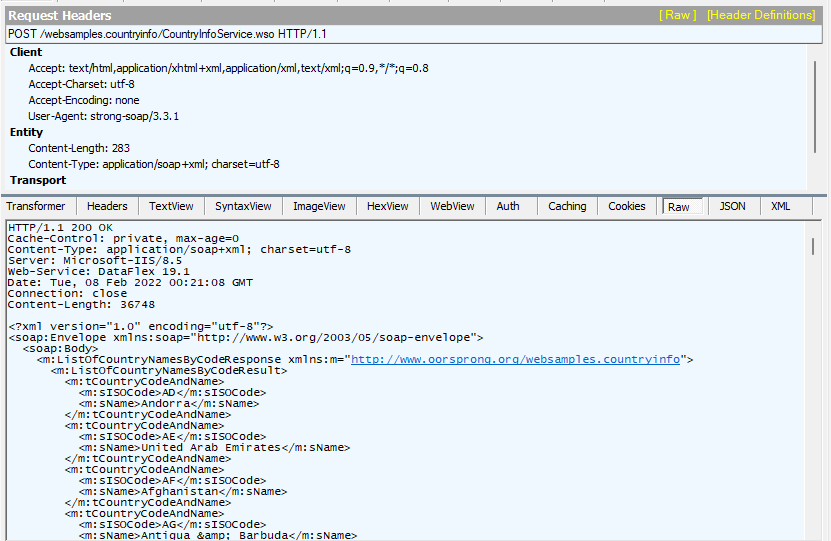 Request Headers [ Raw ] [Header Definitions]
POST /websamples.countryinfo/CountryInfoService.wso HTTP/1.1
Client
Accept: text/html,application/xhtml+xml,application/xml,text/xml;q=0.9,*/*;q=0.8
Accept-Charset: utf-8
Accept-Encoding: none
User-Agent: strong-soap/3.3.1
Entity
Content-Length: 283
Content-Type: application/soap+xml; charset=utf-8
Transport
Transformer Headers TextView SyntaxView ImageView HexView WebView Auth Caching Cookies Raw JSON XML
HTTP/1.1 200 OK
Cache-Control: private, max-age=0
Content-Type: application/soap+xml; charset=utf-8
Server: Microsoft-IIS/8.5
Web-Service: DataFlex 19.1
Date: Tue, 08 Feb 2022 00:21:08 GMT
Connection: close
Content-Length: 36748
<?xml version="1.0" encoding="utf-8"?>
<soap:Envelope xmlns:soap="http://www.w3.org/2003/05/soap-envelope">
<soap:Body>
<m:ListOfCountryNamesByCodeResponse xmlns:m="http://www.oorsprong.org/websamples.countryinfo">
<m:ListOfCountryNamesByCodeResult>
<m:tCountryCodeAndName>
<m:sISOCode>AD</m:sISOCode>
<m:sName>Andorra</m:sName>
</m:tCountryCodeAndName>
<m:tCountryCodeAndName>
<m:sISOCode>AE</m:sISOCode>
<m:sName>United Arab Emirates</m:sName>
</m:tCountryCodeAndName>
<m:tCountryCodeAndName>
<m:sISOCode>AF</m:sISOCode>
<m:sName>Afghanistan</m:sName>
</m:tCountryCodeAndName>
<m:tCountryCodeAndName>
<m:sISOCode>AG</m:sISOCode>
<m:sName>Antigua &amp; Barbuda</m:sName>